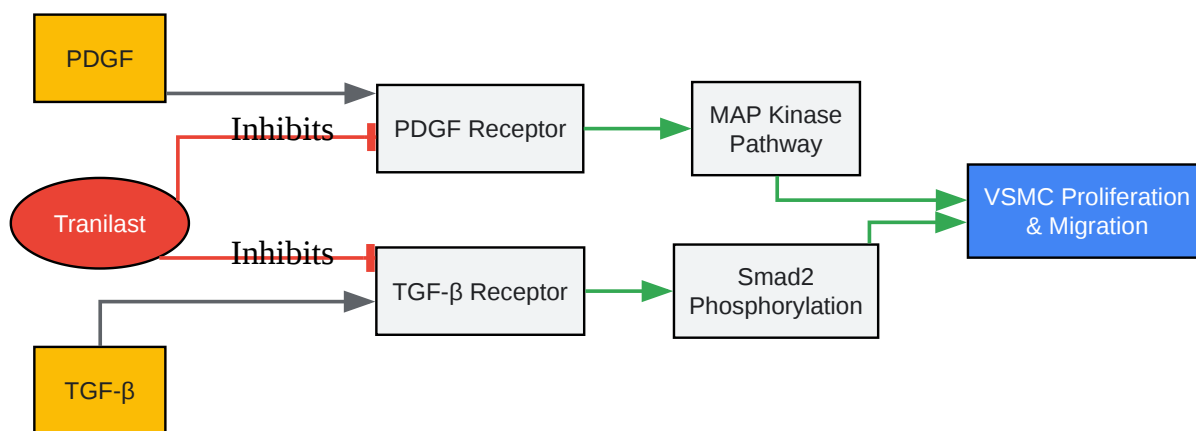 PDGF
Inhibits
PDGF Receptor
MAP Kinase
Pathway
Tranilast
VSMC Proliferation
& Migration
Inhibits
TGF-β Receptor
Smad2
Phosphorylation
TGF-β